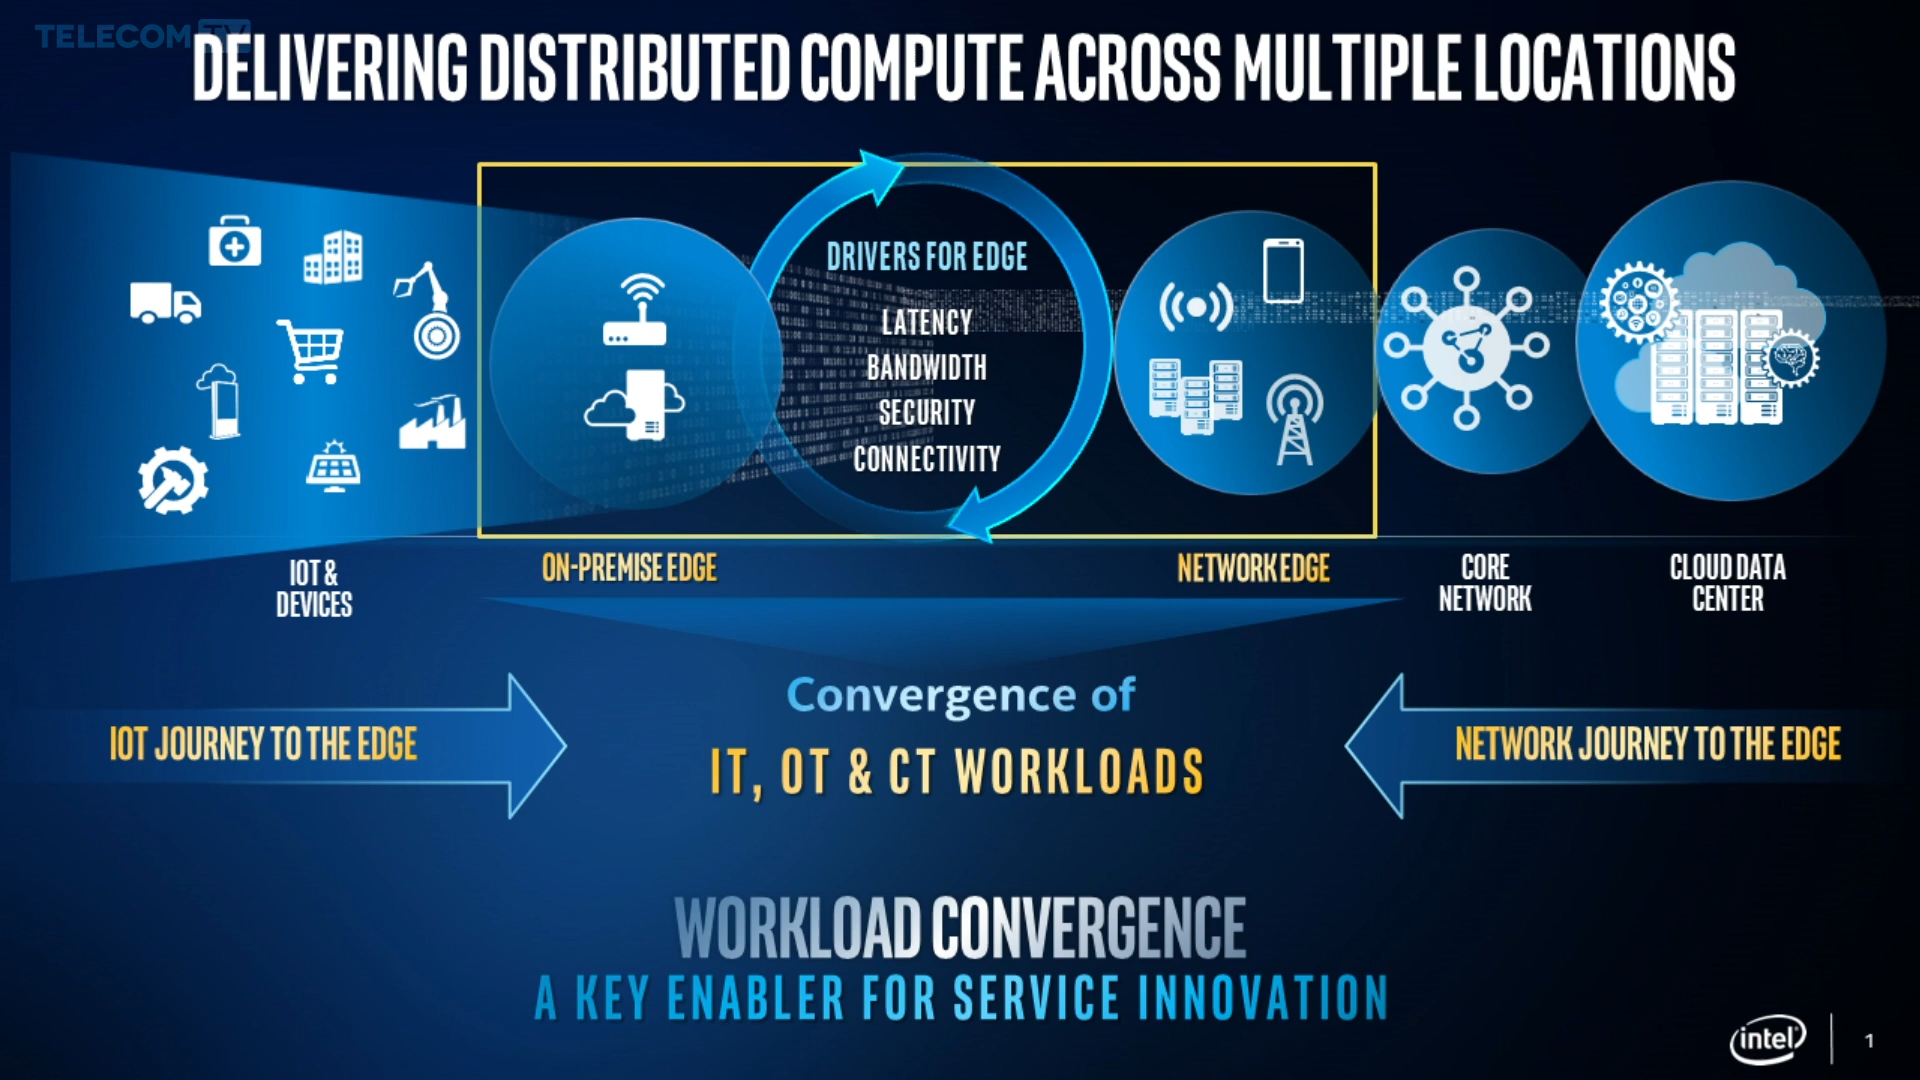 TELECOMTV
DELIVERING DISTRIBUTED COMPUTE ACROSS MULTIPLE LOCATIONS
DRIVERS FOR EDGE
LATENCY
BANDWIDTH
SECURITY
CONNECTIVITY
IOT &
DEVICES
ON-PREMISE EDGE
NETWORK EDGE
CORE
NETWORK
CLOUD DATA
CENTER
IOT JOURNEY TO THE EDGE
Convergence of
IT, OT & CT WORKLOADS
NETWORK JOURNEY TO THE EDGE
WORKLOAD CONVERGENCE
A KEY ENABLER FOR SERVICE INNOVATION
intel
1